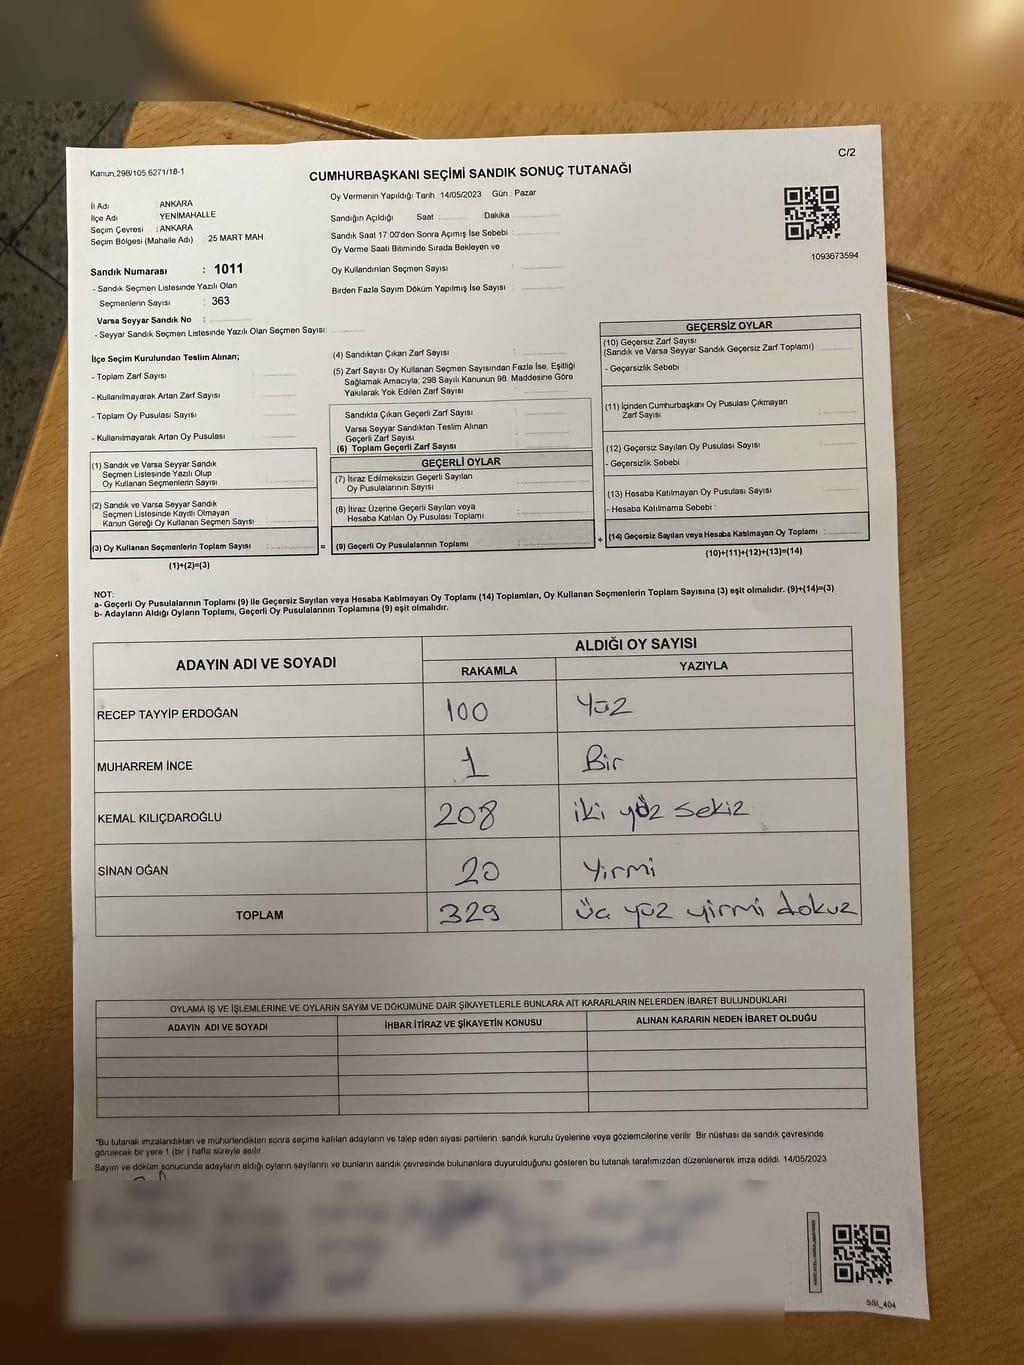 C/2
Kanun,298/105,6271/18-1
CUMHURBAŞKANI SEÇİMİ SANDIK SONUÇ TUTANAĞI
Oy Vermenin Yapıldığı Tarih 14/05/2023 Gün : Pazar
İl Adı : ANKARA
İlçe Adı : YENİMAHALLE
Seçim Çevresi : ANKARA
Seçim Bölgesi (Mahalle Adı) : 25 MART MAH
Sandık Numarası : 1011
- Sandık Seçmen Listesinde Yazılı Olan
Seçmenlerin Sayısı : 363
Varsa Seyyar Sandık No :
- Seyyar Sandık Seçmen Listesinde Yazılı Olan Seçmen Sayısı:
Sandığın Açıldığı Saat : Dakika
Sandık Saat 17:00'den Sonra Açımış İse Sebebi :
Oy Verme Saati Bitiminde Sırada Bekleyen ve
Oy Kullandırılan Seçmen Sayısı :
Birden Fazla Sayım Döküm Yapılmış İse Sayısı :
1093673594
İlçe Seçim Kurulundan Teslim Alınan;
- Toplam Zarf Sayısı :
- Kullanılmayarak Artan Zarf Sayısı :
- Toplam Oy Pusulası Sayısı :
- Kullanılmayarak Artan Oy Pusulası :
(1) Sandık ve Varsa Seyyar Sandık
Seçmen Listesinde Yazılı Olup
Oy Kullanan Seçmenlerin Sayısı :
(2) Sandık ve Varsa Seyyar Sandık
Seçmen Listesinde Kayıtlı Olmayan
Kanun Gereği Oy Kullanan Seçmen Sayısı :
(3) Oy Kullanan Seçmenlerin Toplam Sayısı : =
(1)+(2)=(3)
(4) Sandıktan Çıkan Zarf Sayısı :
(5) Zarf Sayısı Oy Kullanan Seçmen Sayısından Fazla İse, Eşitliği
Sağlamak Amacıyla, 298 Sayılı Kanunun 98. Maddesine Göre
Yakılarak Yok Edilen Zarf Sayısı :
Sandıkta Çıkan Geçerli Zarf Sayısı :
Varsa Seyyar Sandıktan Teslim Alınan
Geçerli Zarf Sayısı :
(6) Toplam Geçerli Zarf Sayısı :
GEÇERLİ OYLAR
(7) İtiraz Edilmeksizin Geçerli Sayılan
Oy Pusulalarının Sayısı :
(8) İtiraz Üzerine Geçerli Sayılan veya
Hesaba Katılan Oy Pusulası Toplamı :
(9) Geçerli Oy Pusulalarının Toplamı : +
GEÇERSİZ OYLAR
(10) Geçersiz Zarf Sayısı
(Sandık ve Varsa Seyyar Sandık Geçersiz Zarf Toplamı) :
- Geçersizlik Sebebi :
(11) İçinden Cumhurbaşkanı Oy Pusulası Çıkmayan
Zarf Sayısı :
(12) Geçersiz Sayılan Oy Pusulası Sayısı :
- Geçersizlik Sebebi :
(13) Hesaba Katılmayan Oy Pusulası Sayısı :
- Hesaba Katılmama Sebebi :
(14) Geçersiz Sayılan veya Hesaba Katılmayan Oy Toplamı :
(10)+(11)+(12)+(13)=(14)
NOT:
a- Geçerli Oy Pusulalarının Toplamı (9) ile Geçersiz Sayılan veya Hesaba Katılmayan Oy Toplamı (14) Toplamları, Oy Kullanan Seçmenlerin Toplam Sayısına (3) eşit olmalıdır. (9)+(14)=(3)
b- Adayların Aldığı Oyların Toplamı, Geçerli Oy Pusulalarının Toplamına (9) eşit olmalıdır.
ADAYIN ADI VE SOYADI ALDIĞI OY SAYISI
RAKAMLA YAZIYLA
RECEP TAYYİP ERDOĞAN 100 Yüz
MUHARREM İNCE 1 Bir
KEMAL KILIÇDAROĞLU 208 iki yüz sekiz
SİNAN OĞAN 20 Yirmi
TOPLAM 329 üç yüz yirmi dokuz
OYLAMA İŞ VE İŞLEMLERİNE VE OYLARIN SAYIM VE DÖKÜMÜNE DAİR ŞİKAYETLERLE BUNLARA AİT KARARLARIN NELERDEN İBARET BULUNDUKLARI
ADAYIN ADI VE SOYADI İHBAR İTİRAZ VE ŞİKAYETİN KONUSU ALINAN KARARIN NEDEN İBARET OLDUĞU
*Bu tutanak imzalandıktan ve mühürlendikten sonra seçime katılan adayların ve talep eden siyasi partilerin sandık kurulu üyelerine veya gözlemcilerine verilir. Bir nüshası da sandık çevresinde
görülecek bir yere 1 (bir) hafta süreyle asılır.
Sayım ve döküm sonucunda adayların aldığı oyların sayılarını ve bunların sandık çevresinde bulunanlara duyurulduğunu gösteren bu tutanak tarafımızdan düzenlenerek imza edildi. 14/05/2023
SSI_404